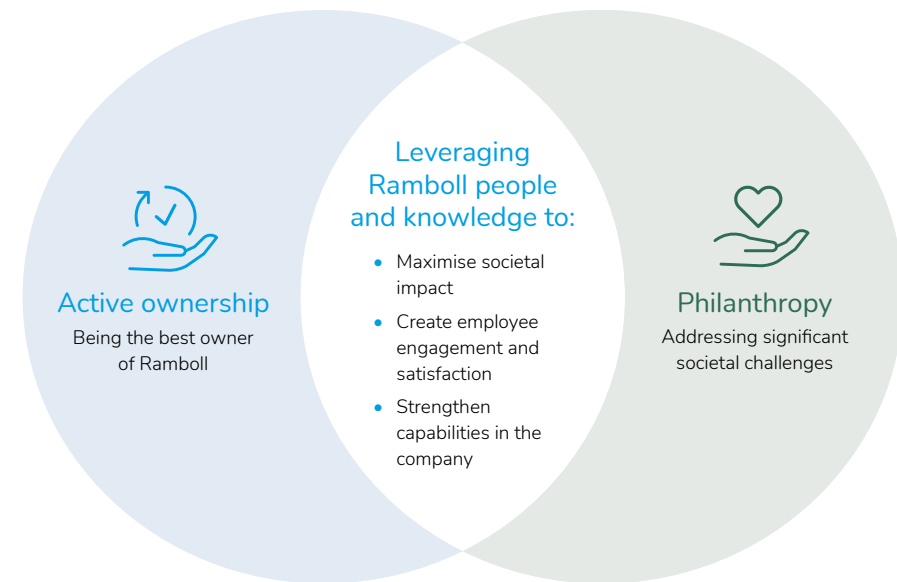 Leveraging
Ramboll people
and knowledge to:
• Maximise societal
impact
• Create employee
engagement and
satisfaction
• Strengthen
capabilities in the
company
Active ownership
Being the best owner
of Ramboll
Philanthropy
Addressing significant
societal challenges